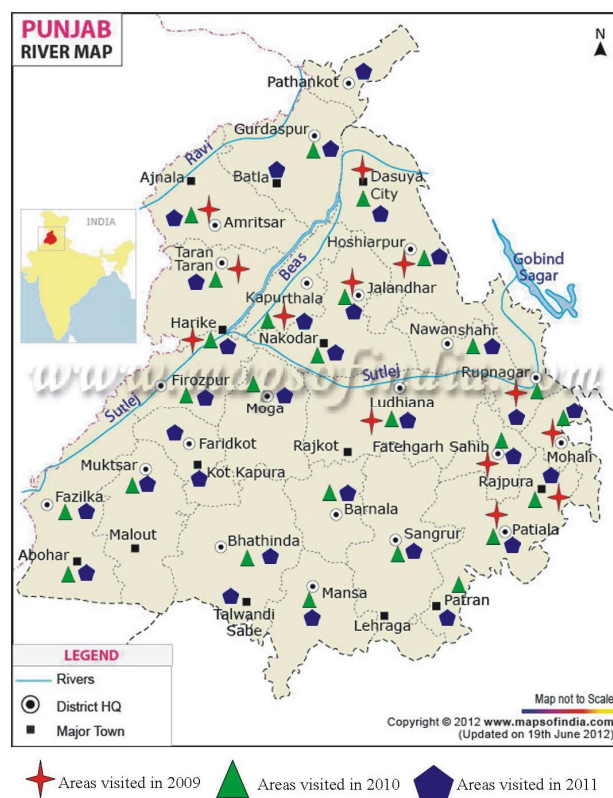 PUNJAB
RIVER MAP
N
Pathankot
Gurdaspur
Ravi
Ajnala
Batla
Dasuya
City
Amritsar
INDIA
Hoshiarpur
Taran
Taran
Beas
Gobind
Sagar
Kapurthala
Jalandhar
Harike
Nakodar
Nawanshahr
www.mapsofindia.com
Sutlej
Rupnagar
Firozpur
Sutlej
Moga
Ludhiana
Faridkot
Rajkot
Fatehgarh Sahib
Mohali
Muktsar
Kot Kapura
Rajpura
Fazilka
Barnala
Malout
Patiala
Abohar
Bhathinda
Sangrur
Mansa
Patran
Talwandi
Sabe
Lehraga
LEGEND
Rivers
District HQ
Major Town
Map not to Scale
Copyright © 2012 www.mapsofindia.com
(Updated on 19th June 2012)
Areas visited in 2009
Areas visited in 2010
Areas visited in 2011